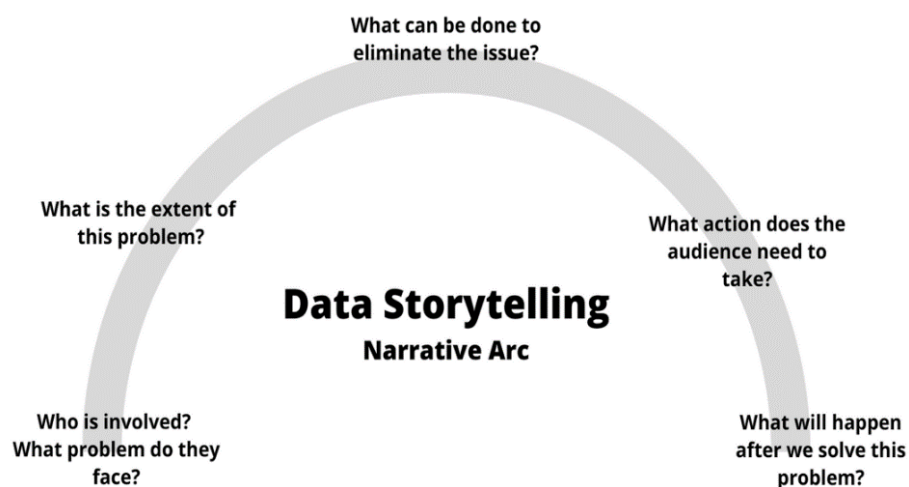 What can be done to
eliminate the issue?
What is the extent of
this problem?
What action does the
audience need to
take?
Data Storytelling
Narrative Arc
Who is involved?
What problem do they
face?
What will happen
after we solve this
problem?